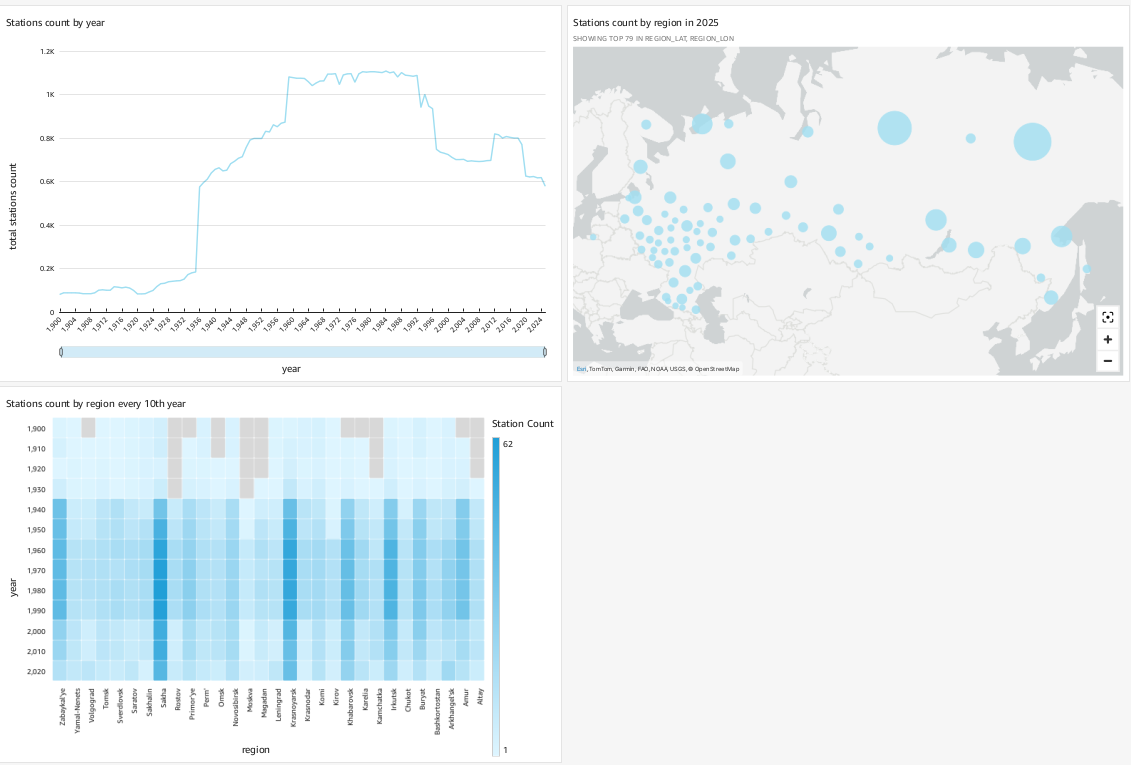 Stations count by year
total stations count
1.2K
1K
0.8K
0.6K
0.4K
0.2K
0
1,900
1,904
1,908
1,912
1,916
1,920
1,924
1,928
1,932
1,936
1,940
1,944
1,948
1,952
1,956
1,960
1,964
1,968
1,972
1,976
1,980
1,984
1,988
1,992
1,996
2,000
2,004
2,008
2,012
2,016
2,020
2,024
year
Stations count by region in 2025
SHOWING TOP 79 IN REGION_LAT, REGION_LON
+
−
Esri, TomTom, Garmin, FAO, NOAA, USGS, © OpenStreetMap
Stations count by region every 10th year
year
1,900
1,910
1,920
1,930
1,940
1,950
1,960
1,970
1,980
1,990
2,000
2,010
2,020
Zabaykal'ye
Yamal-Nenets
Volgograd
Tomsk
Sverdlovsk
Saratov
Sakhalin
Sakha
Rostov
Primor'ye
Perm'
Omsk
Novosibirsk
Moskva
Magadan
Leningrad
Krasnoyarsk
Krasnodar
Komi
Kirov
Khabarovsk
Karelia
Kamchatka
Irkutsk
Chukot
Buryat
Bashkortostan
Arkhangel'sk
Amur
Altay
region
Station Count
62
1